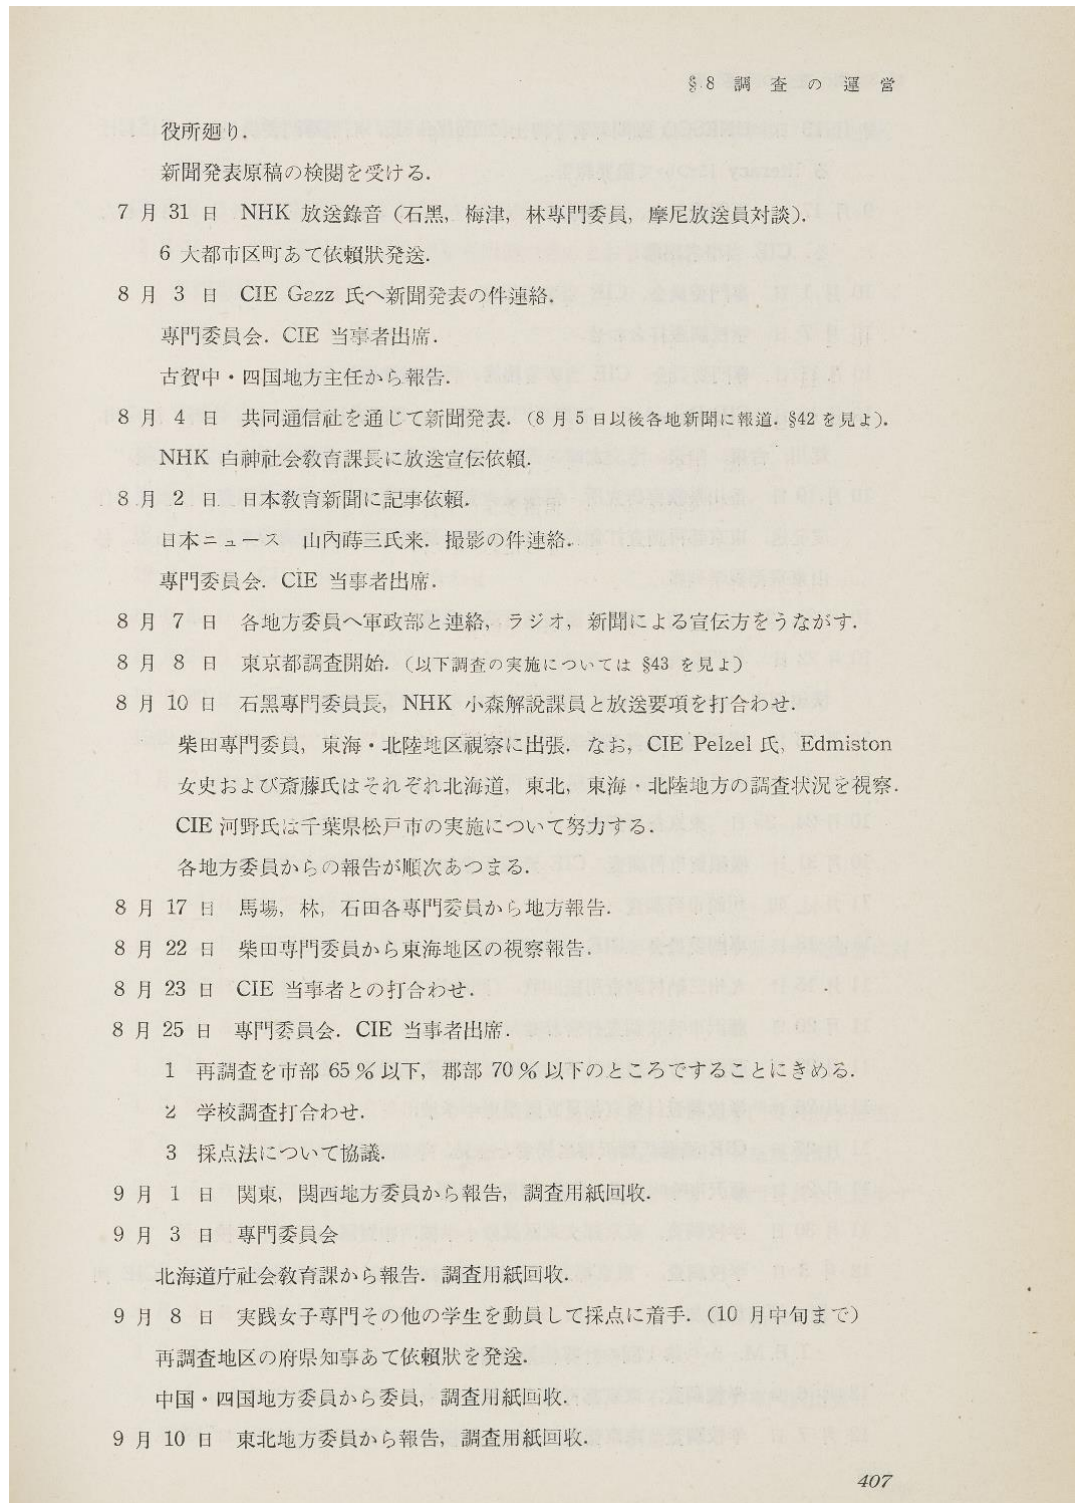 §8 調査の運営
役所廻り．
新聞発表原稿の検閲を受ける．
7月31日　NHK 放送錄音（石黑，梅津，林專門委員，摩尼放送員対談）．
6 大都市区町あて依賴狀発送．
8月3日　CIE Gazz 氏へ新聞発表の件連絡．
専門委員会．CIE 当事者出席．
古賀中・四国地方主任から報告．
8月4日　共同通信社を通じて新聞発表．（8月5日以後各地新聞に報道．§42を見よ）．
NHK 白神社会教育課長に放送宣伝依賴．
8月2日　日本教育新聞に記事依賴．
日本ニュース　山內蒔三氏来．撮影の件連絡．
専門委員会．CIE 当事者出席．
8月7日　各地方委員へ軍政部と連絡，ラジオ，新聞による宣伝方をうながす．
8月8日　東京都調査開始．（以下調査の実施については §43 を見よ）
8月10日　石黑專門委員長，NHK 小森解說課員と放送要項を打合わせ．
柴田専門委員，東海・北陸地区視察に出張．なお，CIE Pelzel 氏，Edmiston
女史および斎藤氏はそれぞれ北海道，東北，東海・北陸地方の調査状況を視察．
CIE 河野氏は千葉県松戸市の実施について努力する．
各地方委員からの報告が順次あつまる．
8月17日　馬場，林，石田各専門委員から地方報告．
8月22日　柴田専門委員から東海地区の視察報告．
8月23日　CIE 当事者との打合わせ．
8月25日　専門委員会．CIE 当事者出席．
1　再調査を市部 65％以下，郡部 70％以下のところですることにきめる．
2　学校調査打合わせ．
3　採点法について協議．
9月1日　関東，関西地方委員から報告，調査用紙回收．
9月3日　専門委員会
北海道庁社会教育課から報告．調査用紙回收．
9月8日　実践女子専門その他の学生を動員して採点に着手．（10月中旬まで）
再調査地区の府県知事あて依賴狀を発送．
中国・四国地方委員から委員，調査用紙回收．
9月10日　東北地方委員から報告，調査用紙回收．
407